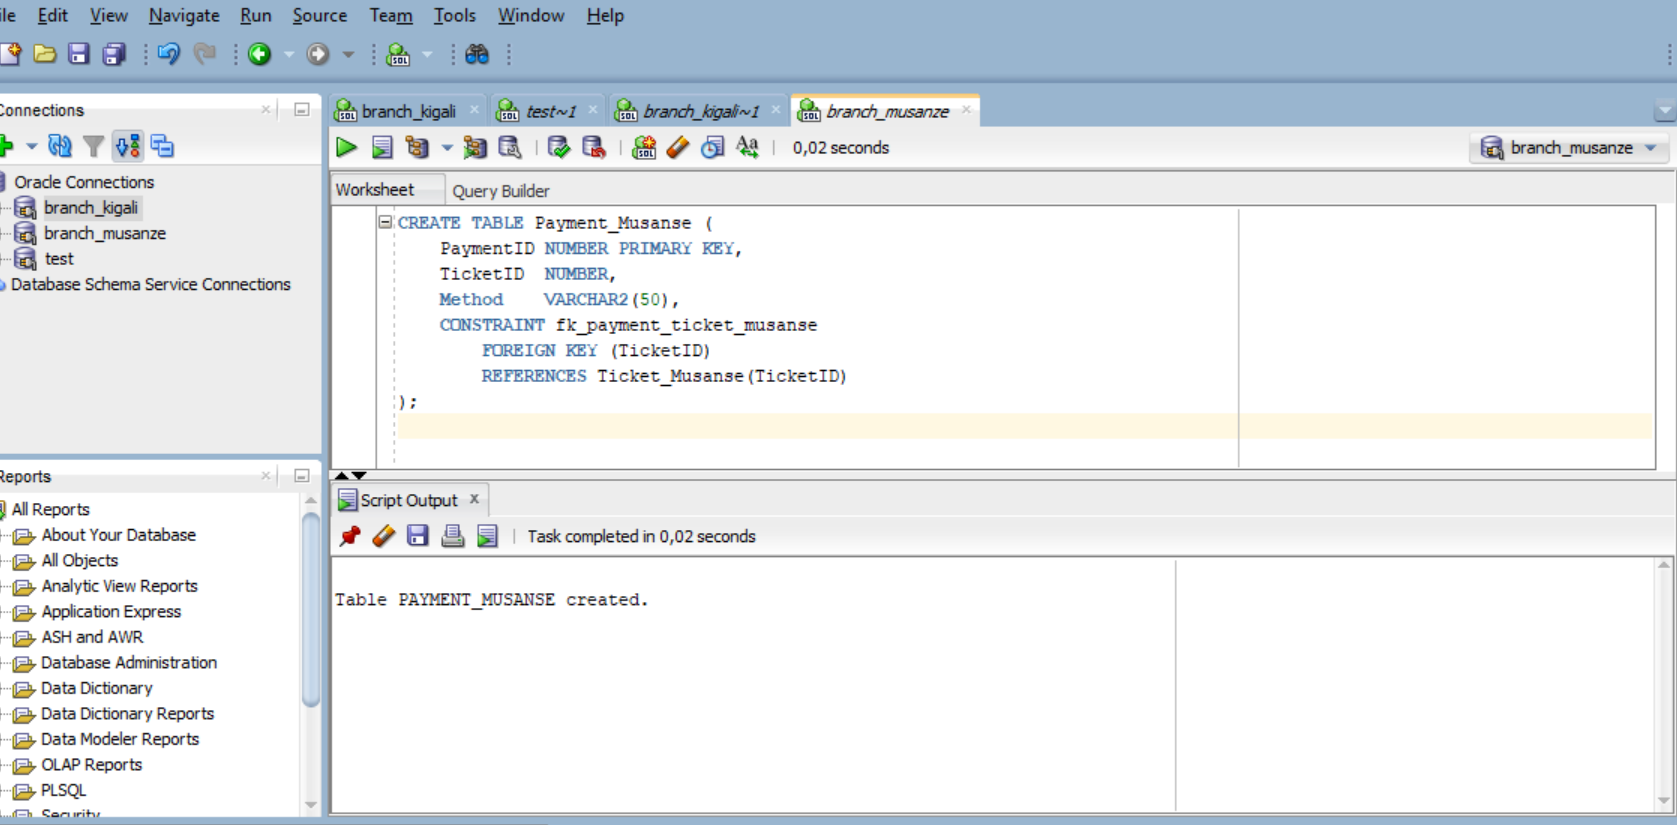 ile Edit View Navigate Run Source Team Tools Window Help
Connections
Oracle Connections
branch_kigali
branch_musanze
test
Database Schema Service Connections
Reports
All Reports
About Your Database
All Objects
Analytic View Reports
Application Express
ASH and AWR
Database Administration
Data Dictionary
Data Dictionary Reports
Data Modeler Reports
OLAP Reports
PLSQL
Security
branch_kigali test~1 branch_kigali~1 branch_musanze
0,02 seconds
branch_musanze
Worksheet Query Builder
CREATE TABLE Payment_Musanse (
PaymentID NUMBER PRIMARY KEY,
TicketID NUMBER,
Method VARCHAR2(50),
CONSTRAINT fk_payment_ticket_musanse
FOREIGN KEY (TicketID)
REFERENCES Ticket_Musanse(TicketID)
);
Script Output x
Task completed in 0,02 seconds
Table PAYMENT_MUSANSE created.